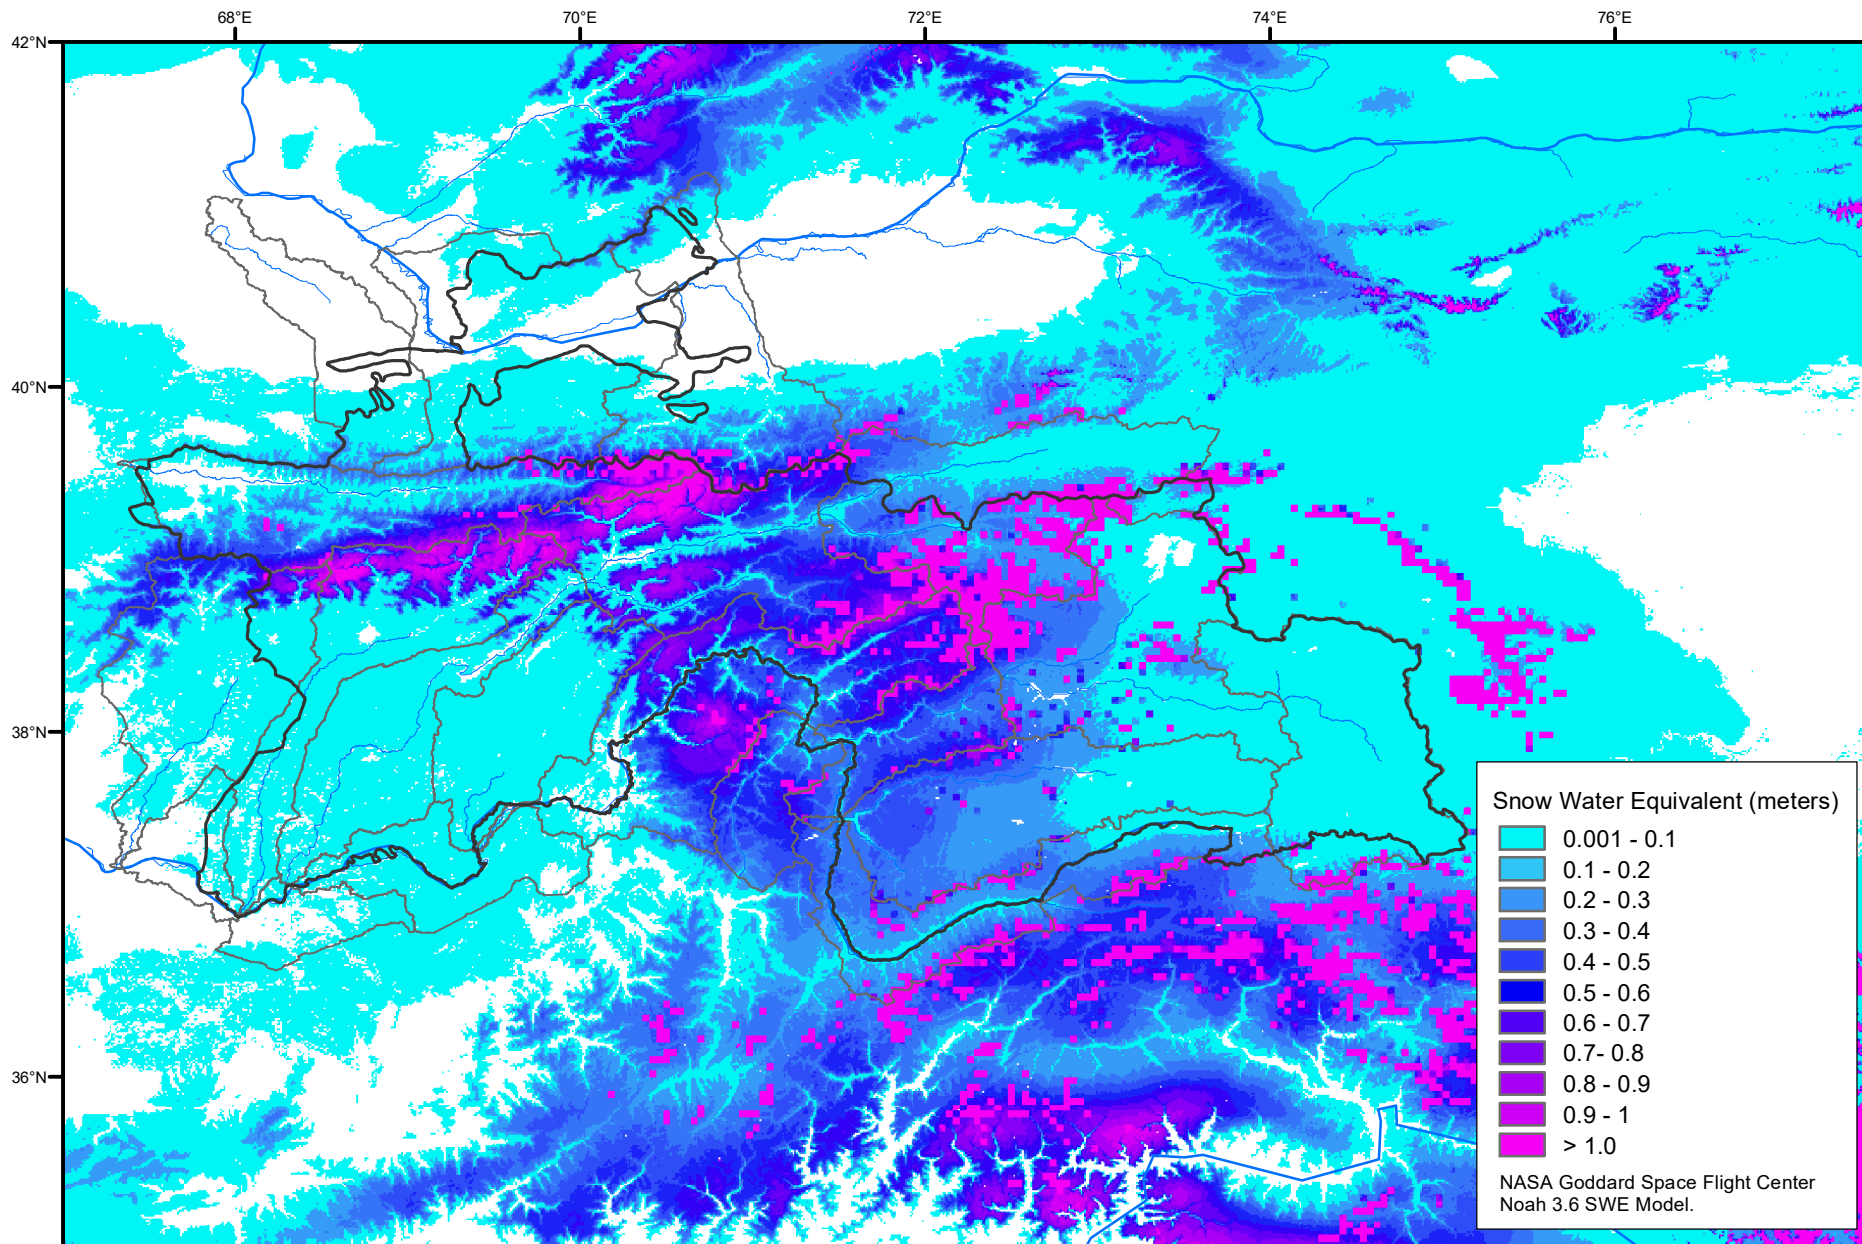 68°E 70°E 72°E 74°E 76°E
42°N
40°N
38°N
36°N
Snow Water Equivalent (meters)
0.001 - 0.1
0.1 - 0.2
0.2 - 0.3
0.3 - 0.4
0.4 - 0.5
0.5 - 0.6
0.6 - 0.7
0.7- 0.8
0.8 - 0.9
0.9 - 1
> 1.0
NASA Goddard Space Flight Center
Noah 3.6 SWE Model.